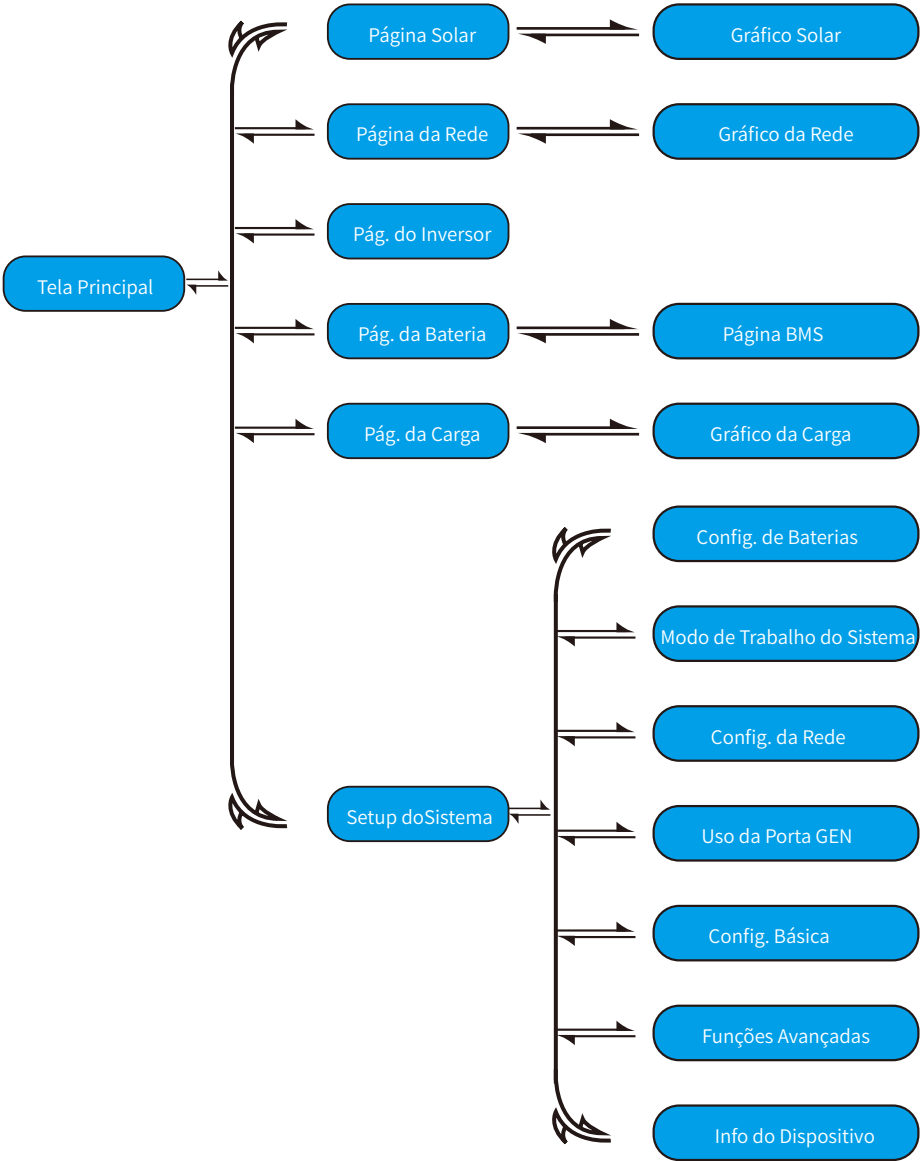 Página Solar
Gráfico Solar
Página da Rede
Gráfico da Rede
Pág. do Inversor
Tela Principal
Pág. da Bateria
Página BMS
Pág. da Carga
Gráfico da Carga
Config. de Baterias
Modo de Trabalho do Sistema
Config. da Rede
Setup doSistema
Uso da Porta GEN
Config. Básica
Funções Avançadas
Info do Dispositivo